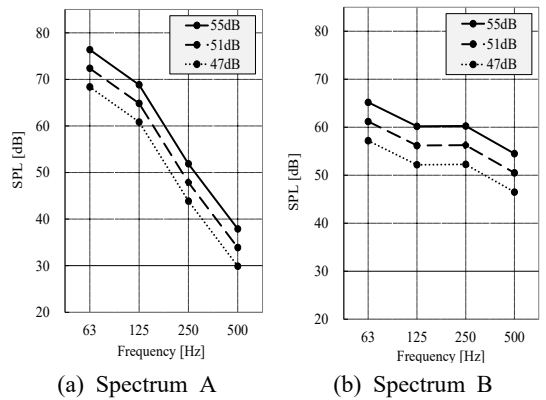 80
70
60
50
40
30
20
SPL [dB]
55dB
51dB
47dB
63 125 250 500
Frequency [Hz]
(a) Spectrum A
80
70
60
50
40
30
20
SPL [dB]
55dB
51dB
47dB
63 125 250 500
Frequency [Hz]
(b) Spectrum B